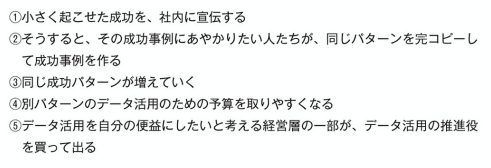 ①小さく起こせた成功を、社内に宣伝する
②そうすると、その成功事例にあやかりたい人たちが、同じパターンを完コピーし
て成功事例を作る
③同じ成功パターンが増えていく
④別パターンのデータ活用のための予算を取りやすくなる
⑤データ活用を自分の便益にしたいと考える経営層の一部が、データ活用の推進役
を買って出る